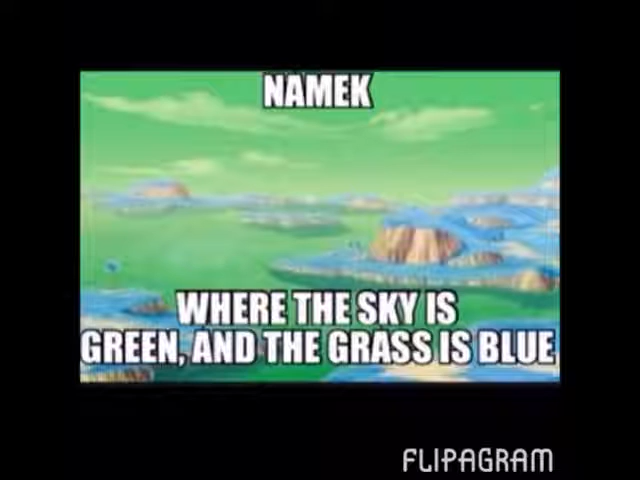 NAMEK
WHERE THE SKY IS
GREEN, AND THE GRASS IS BLUE
FLIPAGRAM